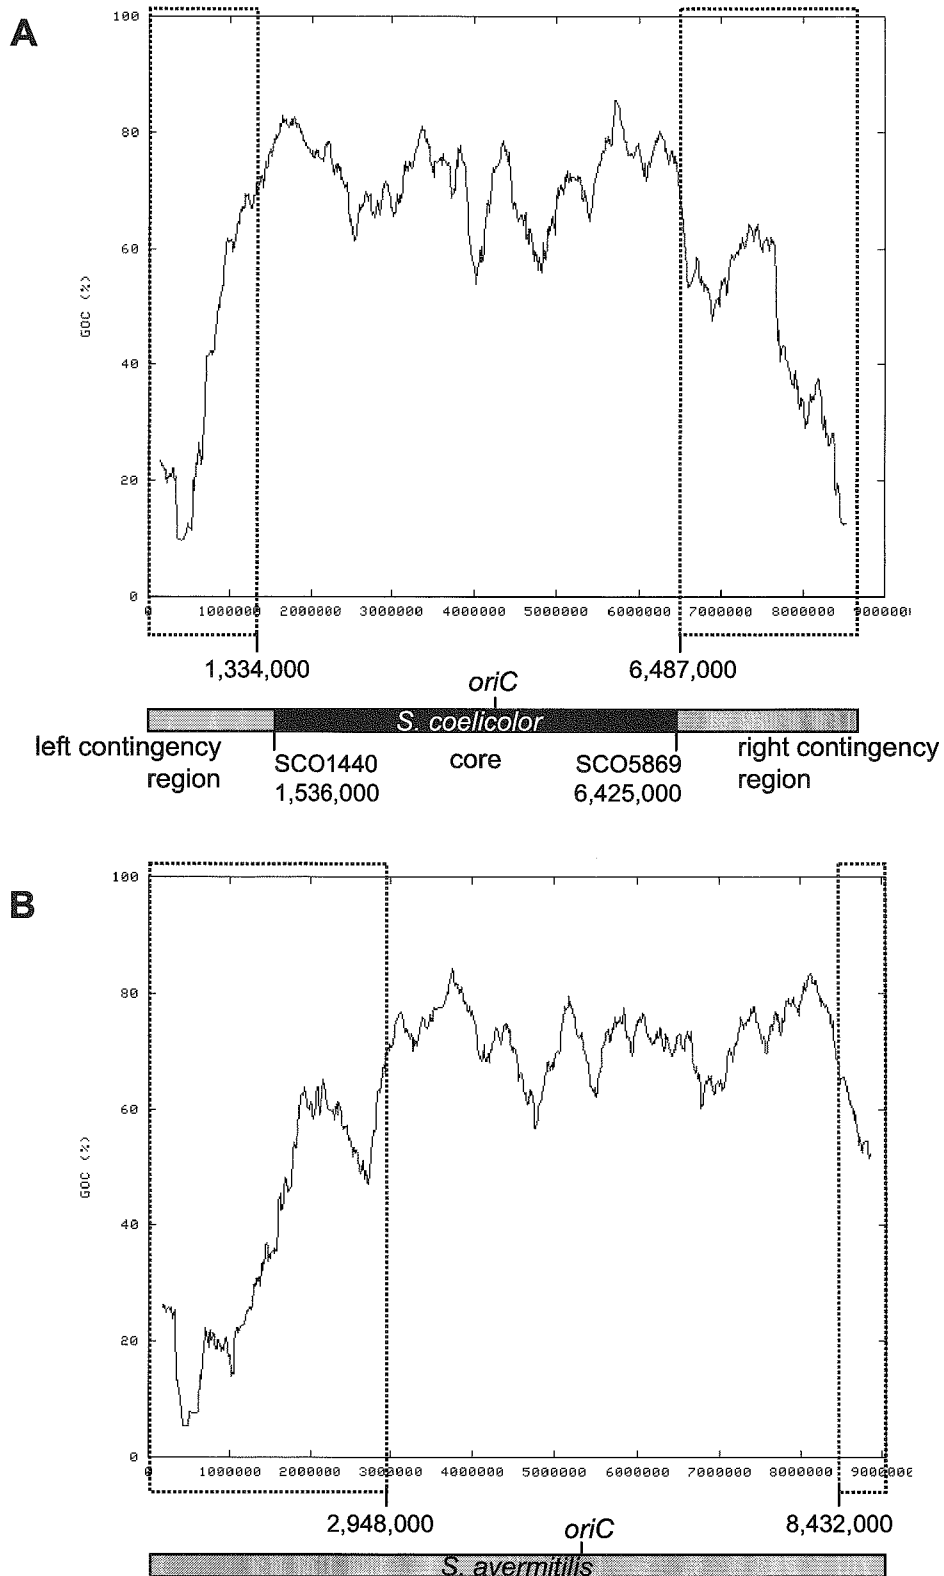 A
100
80
60
40
20
0
GOC (%)
0 1000000 2000000 3000000 4000000 5000000 6000000 7000000 8000000
1,334,000
6,487,000
oriC
S. coelicolor
left contingency
region
SCO1440
1,536,000
core
SCO5869
6,425,000
right contingency
region
B
100
80
60
40
20
0
GOC (%)
0 1000000 2000000 3000000 4000000 5000000 6000000 7000000 8000000
2,948,000
oriC
8,432,000
S. avermitilis